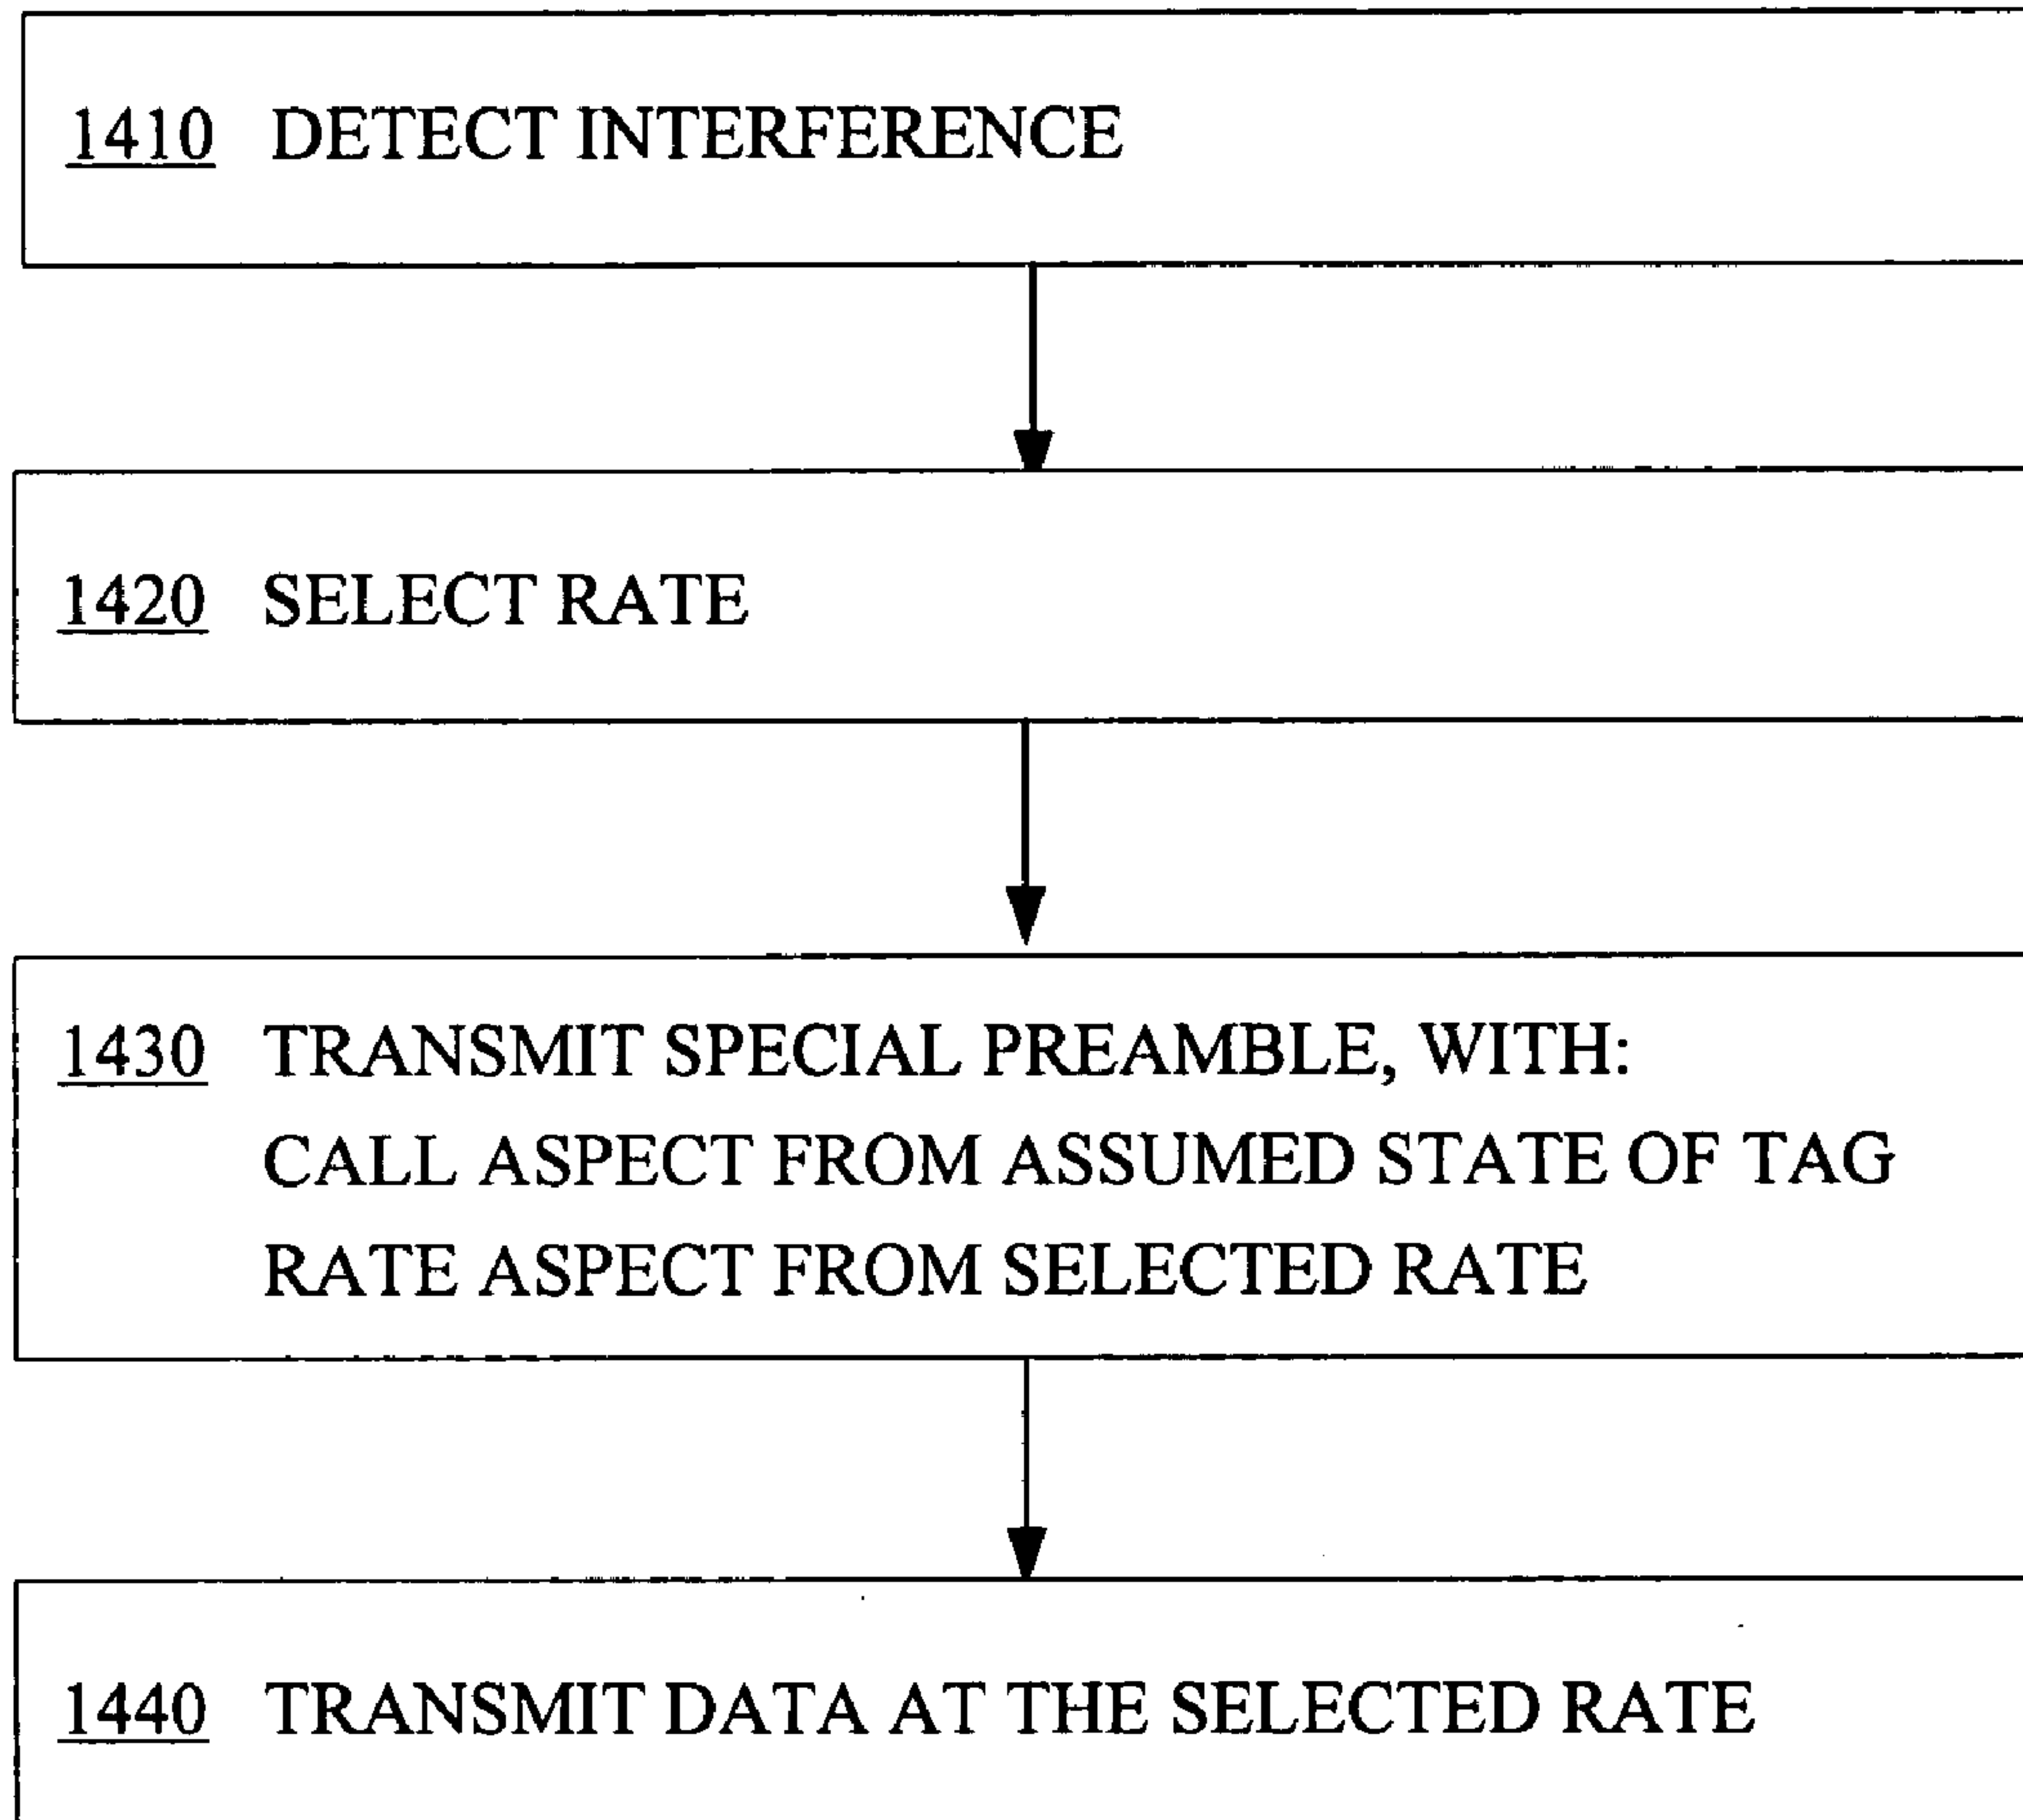 1410 DETECT INTERFERENCE
1420 SELECT RATE
1430 TRANSMIT SPECIAL PREAMBLE, WITH:
CALL ASPECT FROM ASSUMED STATE OF TAG
RATE ASPECT FROM SELECTED RATE
1440 TRANSMIT DATA AT THE SELECTED RATE